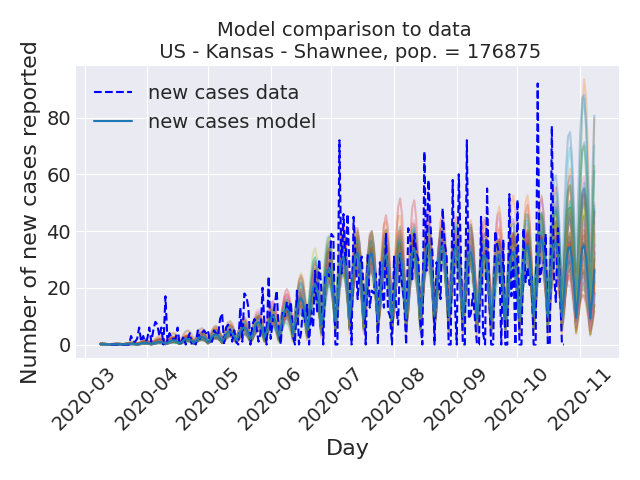 Model comparison to data
US - Kansas - Shawnee, pop. = 176875
Number of new cases reported
80
60
40
20
0
new cases data
new cases model
2020-03
2020-04
2020-05
2020-06
2020-07
2020-08
2020-09
2020-10
2020-11
Day